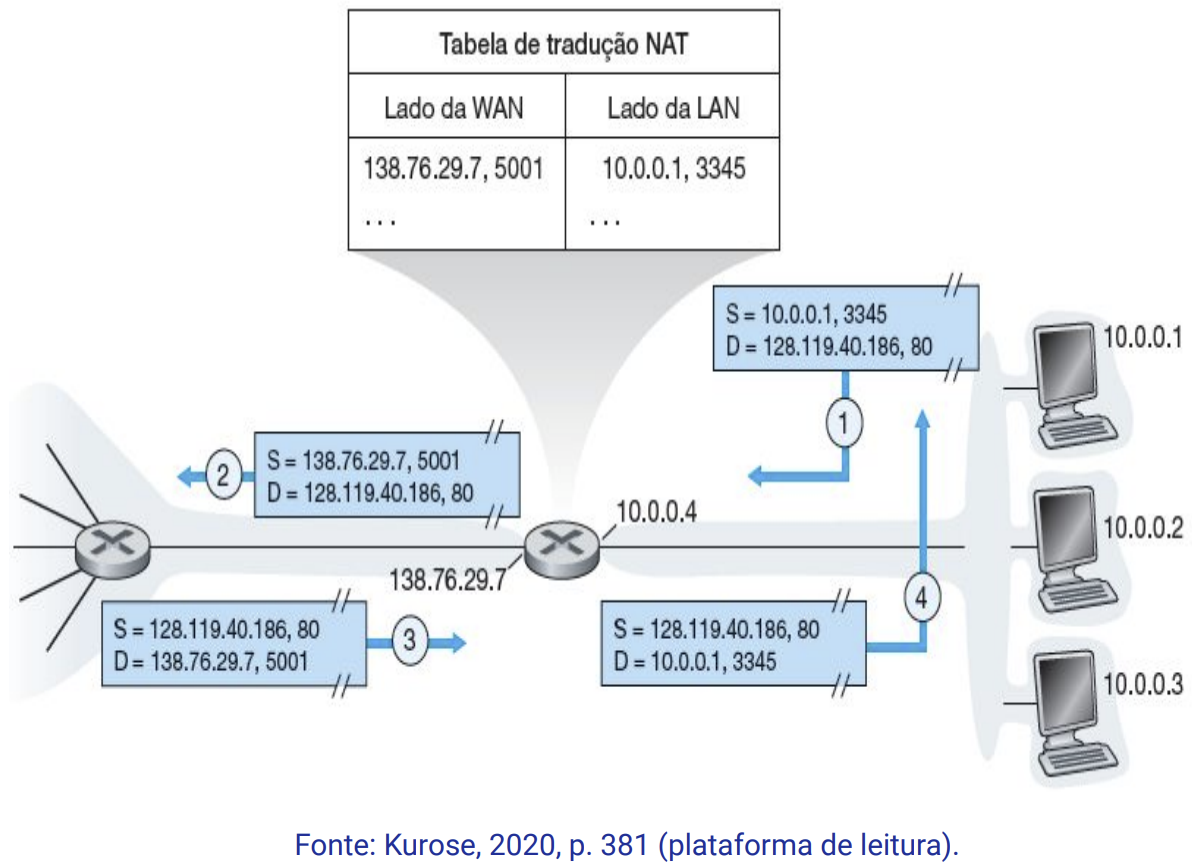 Tabela de tradução NAT
Lado da WAN
Lado da LAN
138.76.29.7, 5001
10.0.0.1, 3345
. . .
. . .
S = 10.0.0.1, 3345
D = 128.119.40.186, 80
10.0.0.1
1
S = 138.76.29.7, 5001
D = 128.119.40.186, 80
2
10.0.0.4
10.0.0.2
138.76.29.7
S = 128.119.40.186, 80
D = 138.76.29.7, 5001
3
S = 128.119.40.186, 80
D = 10.0.0.1, 3345
4
10.0.0.3
Fonte: Kurose, 2020, p. 381 (plataforma de leitura).